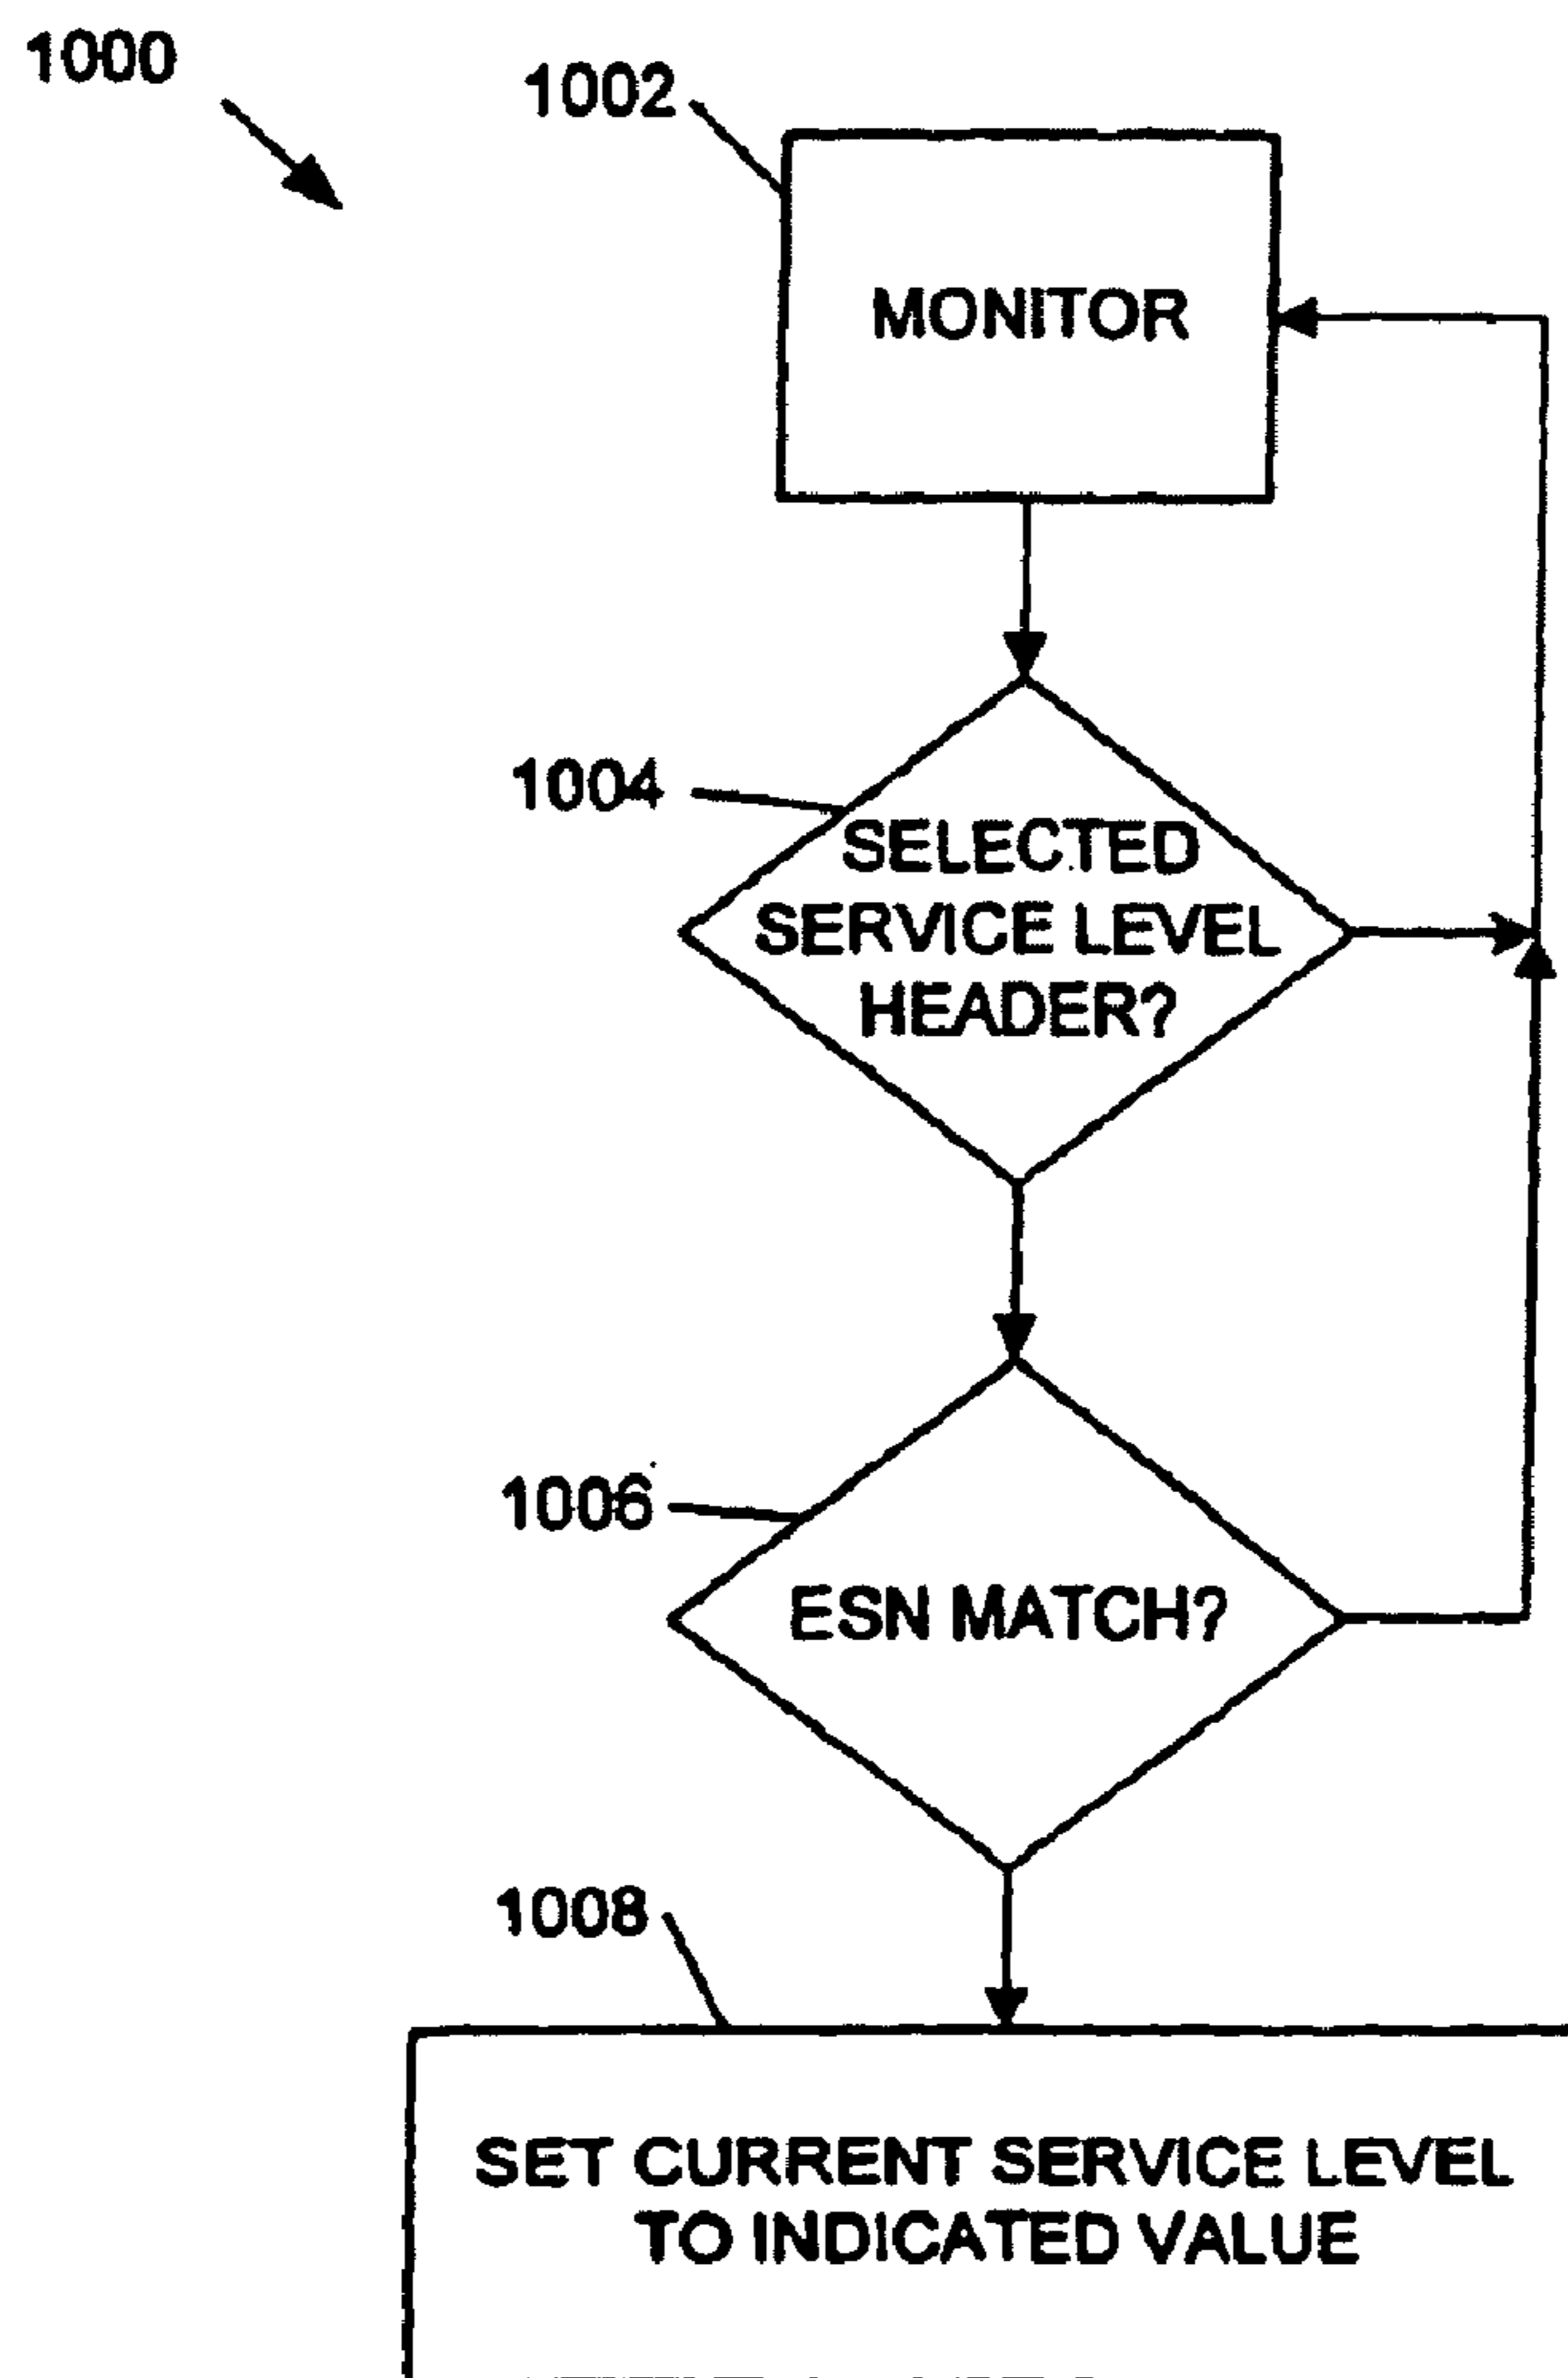 1000
1002
MONITOR
1004
SELECTED
SERVICE LEVEL
HEADER?
1006
ESN MATCH?
1008
SET CURRENT SERVICE LEVEL
TO INDICATED VALUE